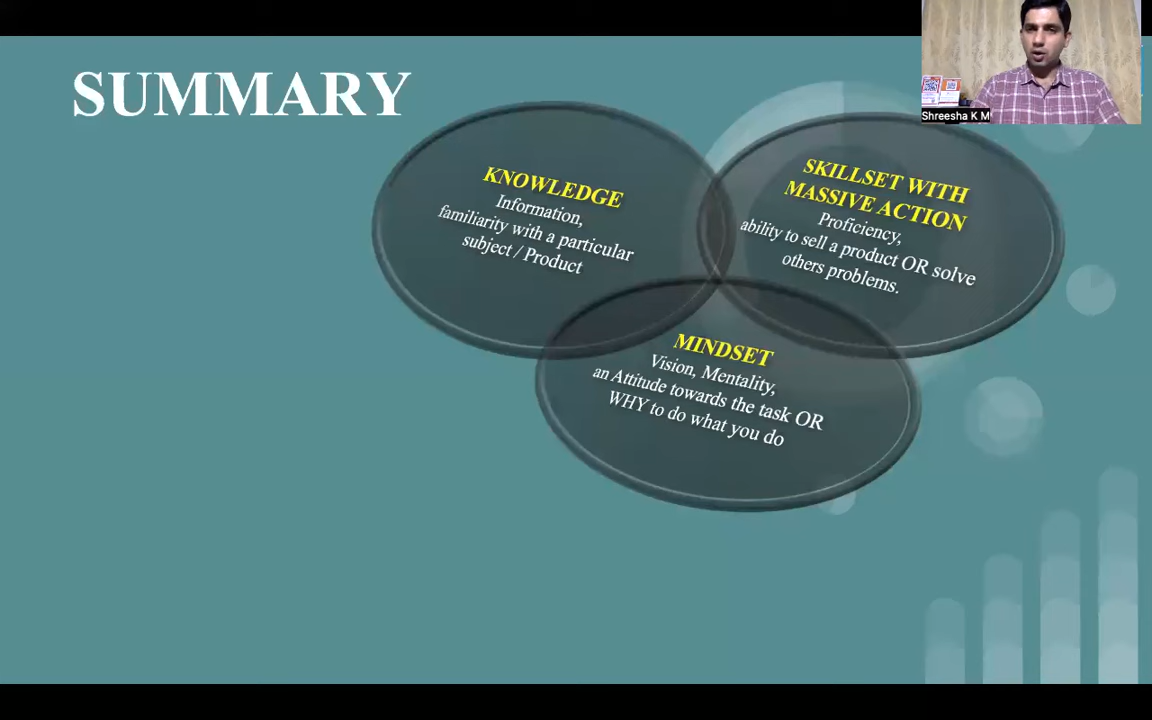 SUMMARY
KNOWLEDGE
Information,
familiarity with a particular
subject / Product
SKILLSET WITH
MASSIVE ACTION
Proficiency,
ability to sell a product OR solve
others problems.
MINDSET
Vision, Mentality,
an Attitude towards the task OR
WHY to do what you do
Shreesha K M